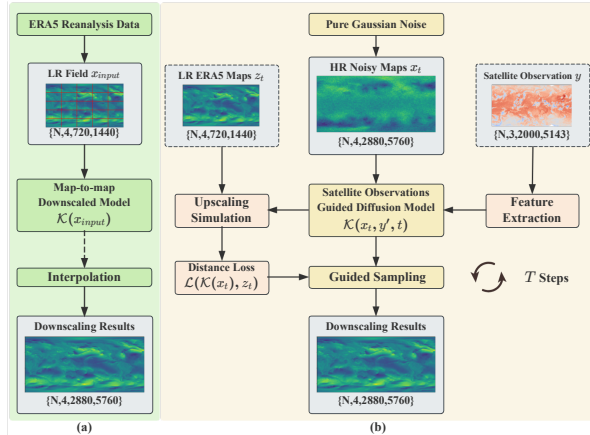 ERA5 Reanalysis Data
LR Field x_input
{N,4,720,1440}
Map-to-map
Downscaled Model
𝒦(x_input)
Interpolation
Downscaling Results
{N,4,2880,5760}
(a)
Pure Gaussian Noise
LR ERA5 Maps z_t
{N,4,720,1440}
HR Noisy Maps x_t
{N,4,2880,5760}
Satellite Observation y
{N,3,2000,5143}
Upscaling
Simulation
Satellite Observations
Guided Diffusion Model
𝒦(x_t, y′, t)
Feature
Extraction
Distance Loss
ℒ(𝒦(x_t), z_t)
Guided Sampling
T Steps
Downscaling Results
{N,4,2880,5760}
(b)